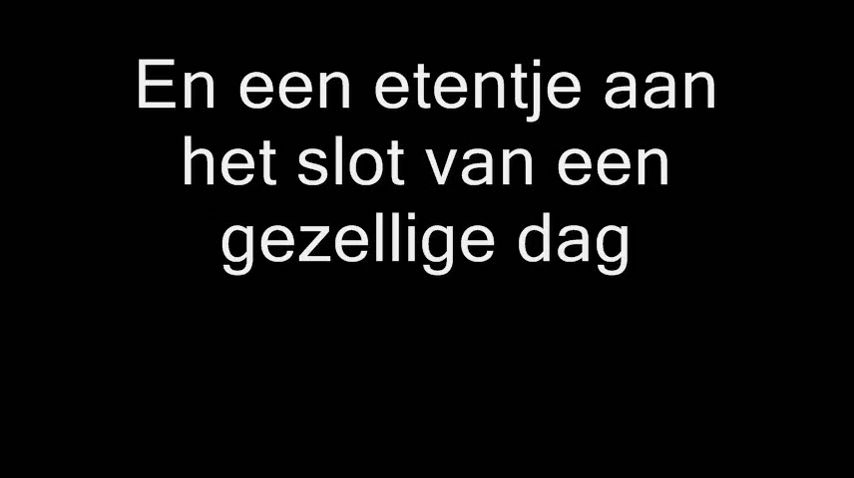 En een etentje aan
het slot van een
gezellige dag